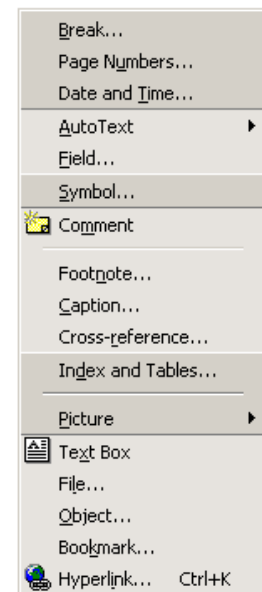 Break...
Page Numbers...
Date and Time...
AutoText
Field...
Symbol...
Comment
Footnote...
Caption...
Cross-reference...
Index and Tables...
Picture
Text Box
File...
Object...
Bookmark...
Hyperlink... Ctrl+K